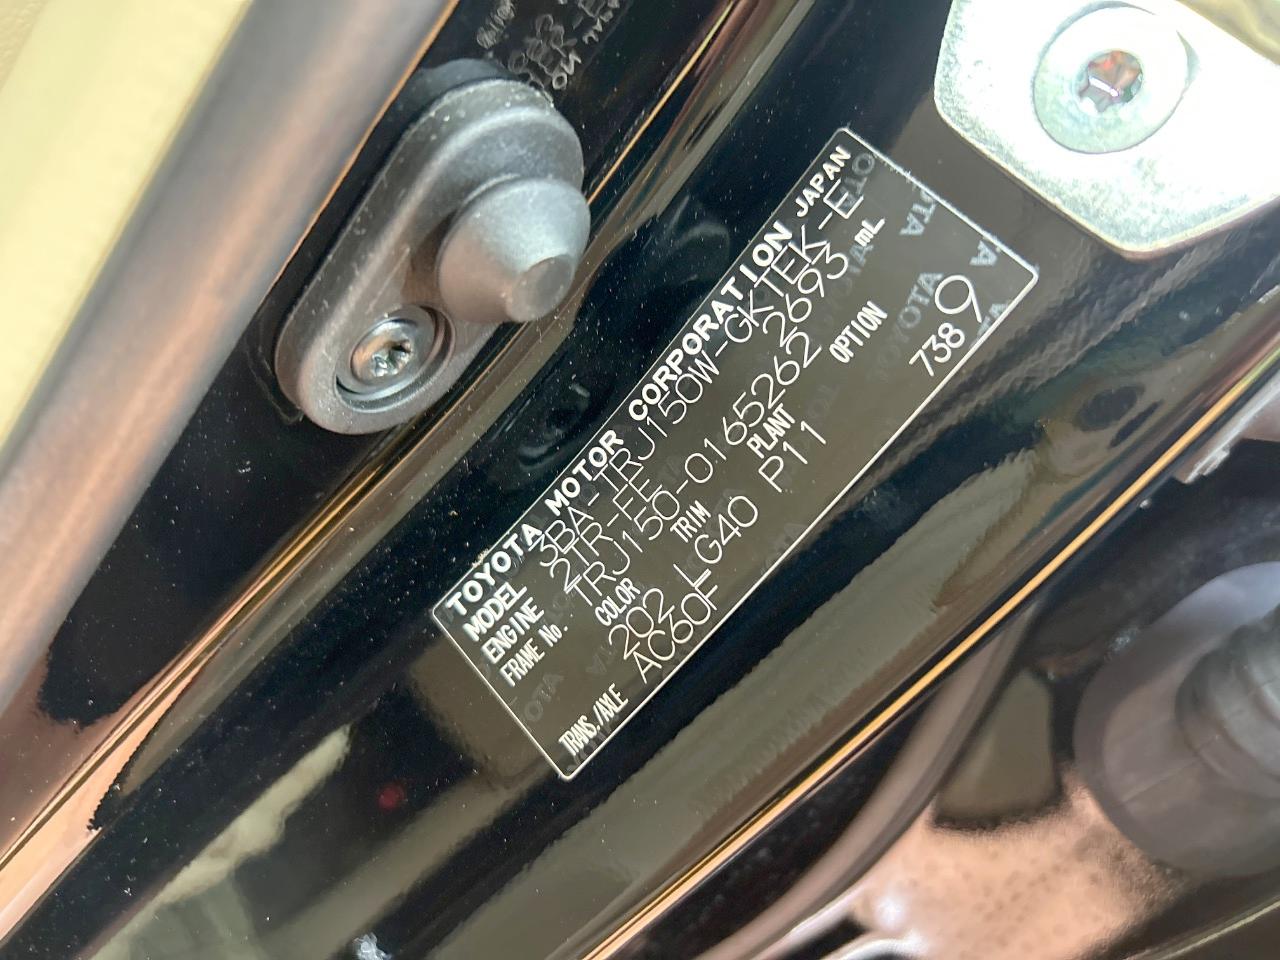 TOYOTA MOTOR CORPORATION JAPAN
MODEL 3BA-TRJ150W-GKTEK-E
ENGINE 2TR-FE 2693 mL
FRAME No. TRJ150-0165262
COLOR TRIM PLANT OPTION
202 LG40 P11
TRANS./AXLE AC60F
738 9